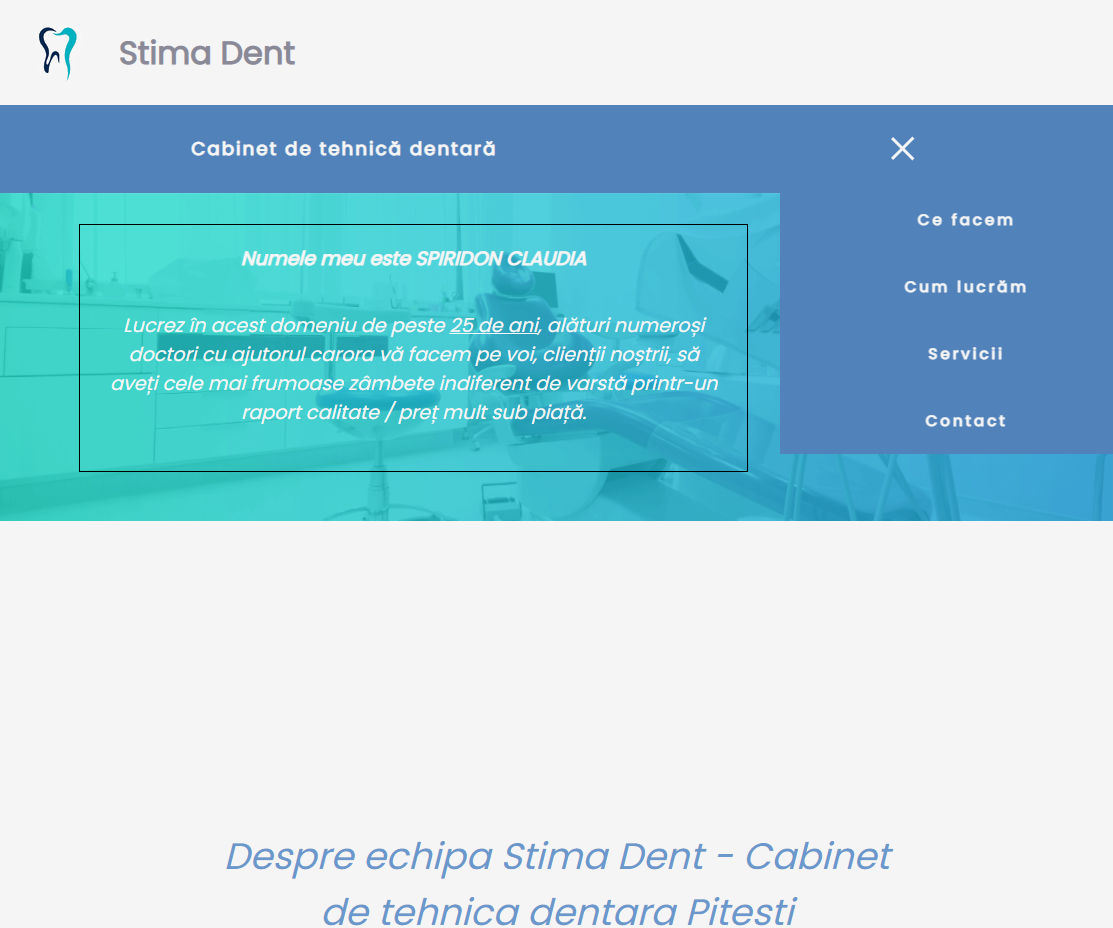 Stima Dent
Cabinet de tehnică dentară
Ce facem
Cum lucrăm
Servicii
Contact
Numele meu este SPIRIDON CLAUDIA
Lucrez în acest domeniu de peste 25 de ani, alături numeroși
doctori cu ajutorul carora vă facem pe voi, clienții noștrii, să
aveți cele mai frumoase zâmbete indiferent de varstă printr-un
raport calitate / preț mult sub piață.
Despre echipa Stima Dent - Cabinet
de tehnica dentara Pitesti